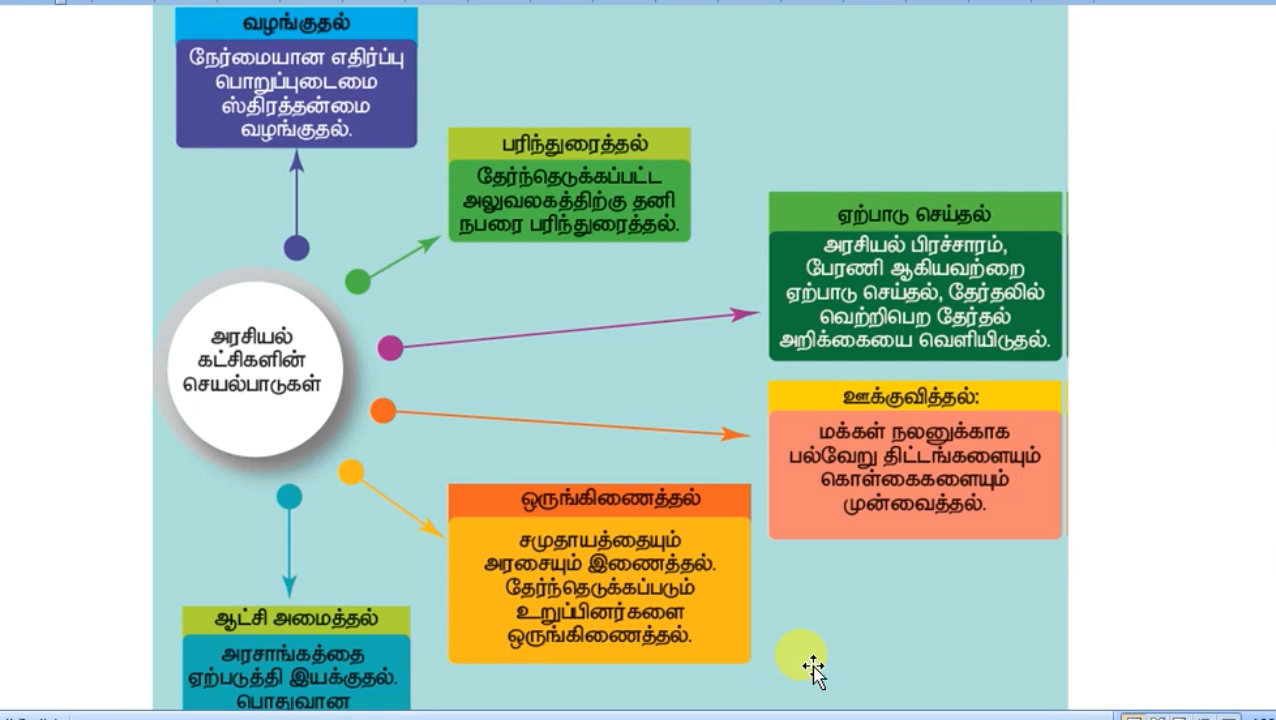 வழங்குதல்
நேர்மையான எதிர்ப்பு
பொறுப்புடைமை
ஸ்திரத்தன்மை
வழங்குதல்.
பரிந்துரைத்தல்
தேர்ந்தெடுக்கப்பட்ட
அலுவலகத்திற்கு தனி
நபரை பரிந்துரைத்தல்.
ஏற்பாடு செய்தல்
அரசியல் பிரச்சாரம்,
பேரணி ஆகியவற்றை
ஏற்பாடு செய்தல், தேர்தலில்
வெற்றிபெற தேர்தல்
அறிக்கையை வெளியிடுதல்.
அரசியல்
கட்சிகளின்
செயல்பாடுகள்
ஊக்குவித்தல்:
மக்கள் நலனுக்காக
பல்வேறு திட்டங்களையும்
கொள்கைகளையும்
முன்வைத்தல்.
ஒருங்கிணைத்தல்
சமுதாயத்தையும்
அரசையும் இணைத்தல்.
தேர்ந்தெடுக்கப்படும்
உறுப்பினர்களை
ஒருங்கிணைத்தல்.
ஆட்சி அமைத்தல்
அரசாங்கத்தை
ஏற்படுத்தி இயக்குதல்.
பொதுவான